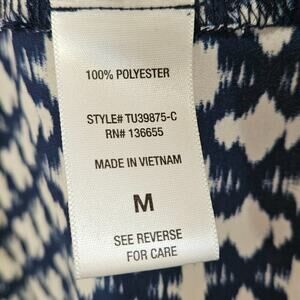 100% POLYESTER
STYLE# TU39875-C
RN# 136655
MADE IN VIETNAM
M
SEE REVERSE
FOR CARE